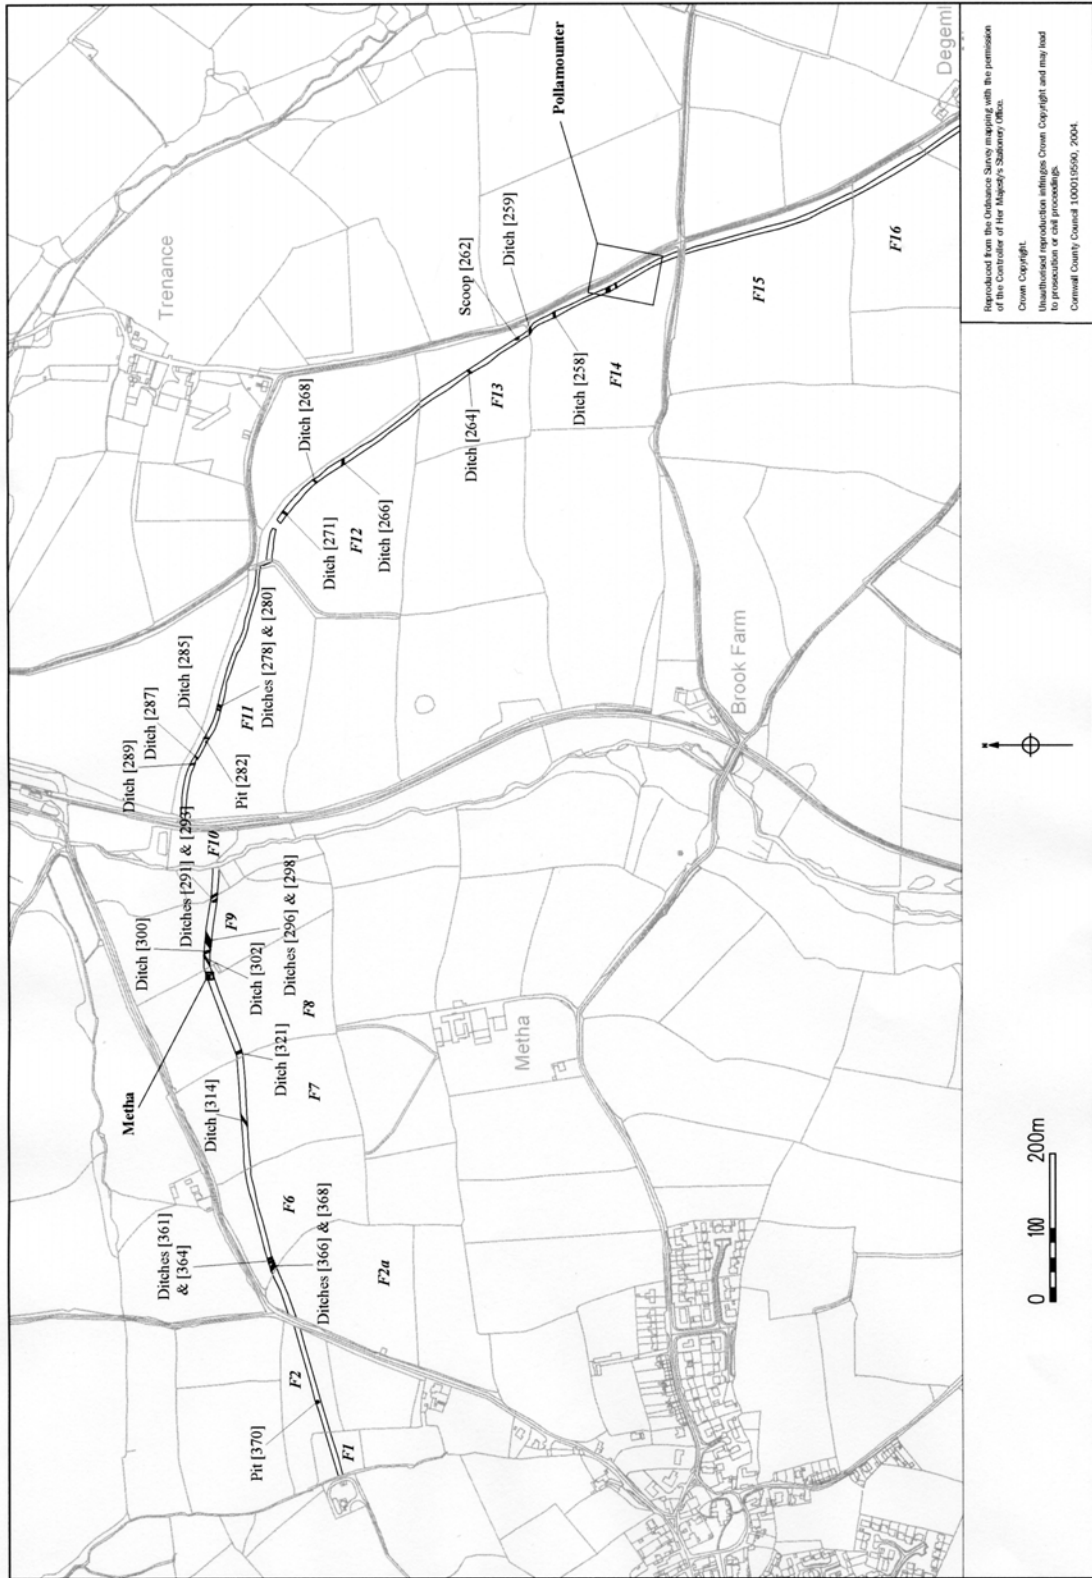 Pit [370]
F1
F2
Ditches [361]
& [364]
Ditches [366] & [368]
F2a
F6
Metha
Ditch [314]
Ditch [321]
F7
F8
Ditch [300]
Ditch [302]
Ditches [296] & [298]
F9
Ditches [291] & [293]
F10
Metha
Ditch [289]
Ditch [287]
Ditch [285]
Pit [282]
F11
Ditches [278] & [280]
Brook Farm
Trenance
Ditch [271]
F12
Ditch [266]
Ditch [268]
Ditch [264]
F13
Scoop [262]
Ditch [259]
Ditch [258]
F14
Pollamounter
F15
F16
Degeml
0 100 200m
N
Reproduced from the Ordnance Survey mapping with the permission
of the Controller of Her Majesty's Stationery Office.
Crown Copyright.
Unauthorised reproduction infringes Crown Copyright and may lead
to prosecution or civil proceedings.
Cornwall County Council 100019590, 2004.